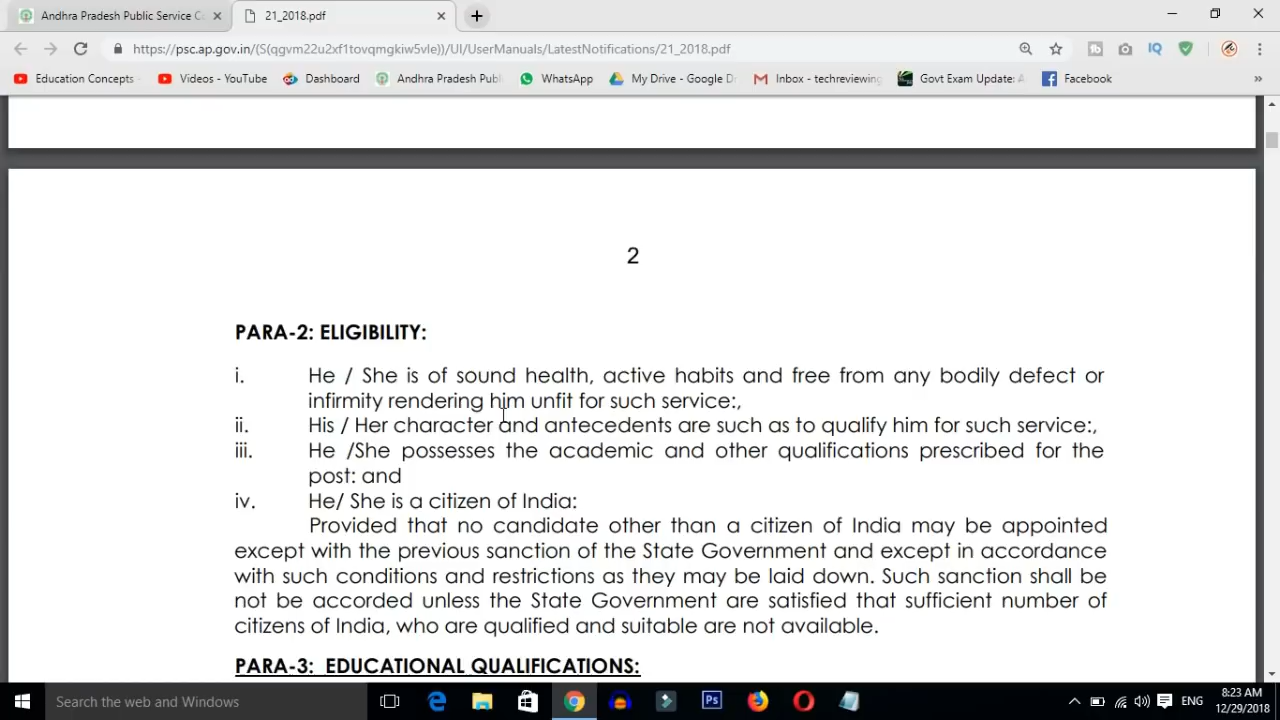 Andhra Pradesh Public Service C
21_2018.pdf
https://psc.ap.gov.in/(S(qgvm22u2xf1tovqmgkiw5vle))/UI/UserManuals/LatestNotifications/21_2018.pdf
Education Concepts - Videos - YouTube Dashboard Andhra Pradesh Publ WhatsApp My Drive - Google D Inbox - techreviewing Govt Exam Update: A Facebook
2
PARA-2: ELIGIBILITY:
i. He / She is of sound health, active habits and free from any bodily defect or
infirmity rendering him unfit for such service:,
ii. His / Her character and antecedents are such as to qualify him for such service:,
iii. He /She possesses the academic and other qualifications prescribed for the
post: and
iv. He/ She is a citizen of India:
Provided that no candidate other than a citizen of India may be appointed
except with the previous sanction of the State Government and except in accordance
with such conditions and restrictions as they may be laid down. Such sanction shall be
not be accorded unless the State Government are satisfied that sufficient number of
citizens of India, who are qualified and suitable are not available.
PARA-3: EDUCATIONAL QUALIFICATIONS:
Search the web and Windows
Ps
ENG
8:23 AM
12/29/2018